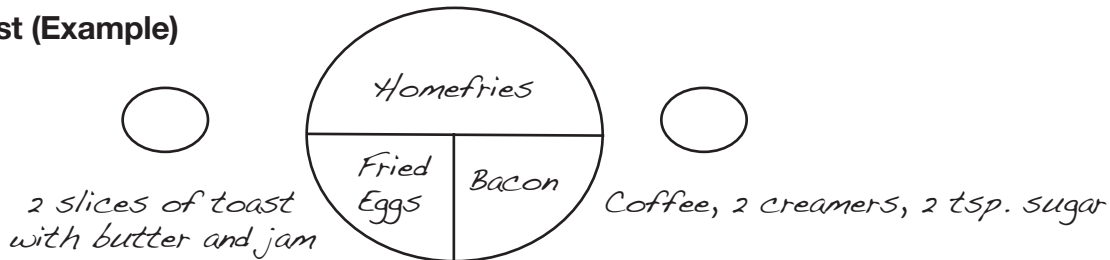 st (Example)
Homefries
Fried
Eggs
Bacon
2 slices of toast
with butter and jam
Coffee, 2 creamers, 2 tsp. sugar